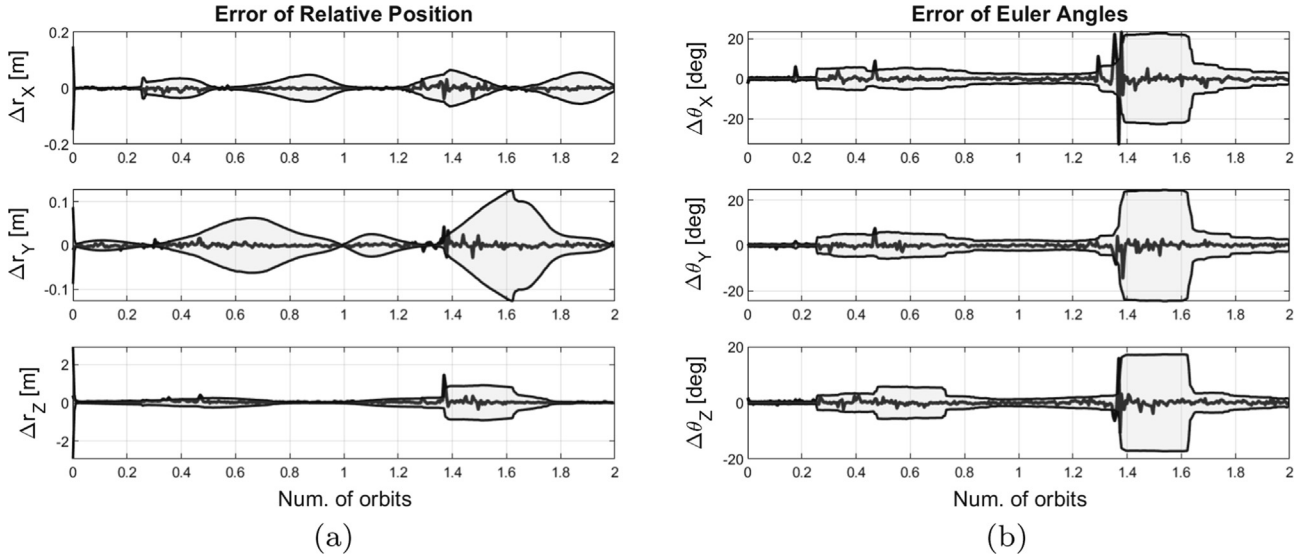 Error of Relative Position
Δr_X [m]
0.2
0
-0.2
0 0.2 0.4 0.6 0.8 1 1.2 1.4 1.6 1.8 2
Δr_Y [m]
0.1
0
-0.1
0 0.2 0.4 0.6 0.8 1 1.2 1.4 1.6 1.8 2
Δr_Z [m]
2
0
-2
0 0.2 0.4 0.6 0.8 1 1.2 1.4 1.6 1.8 2
Num. of orbits
(a)
Error of Euler Angles
Δθ_X [deg]
20
0
-20
0 0.2 0.4 0.6 0.8 1 1.2 1.4 1.6 1.8 2
Δθ_Y [deg]
20
0
-20
0 0.2 0.4 0.6 0.8 1 1.2 1.4 1.6 1.8 2
Δθ_Z [deg]
20
0
-20
0 0.2 0.4 0.6 0.8 1 1.2 1.4 1.6 1.8 2
Num. of orbits
(b)